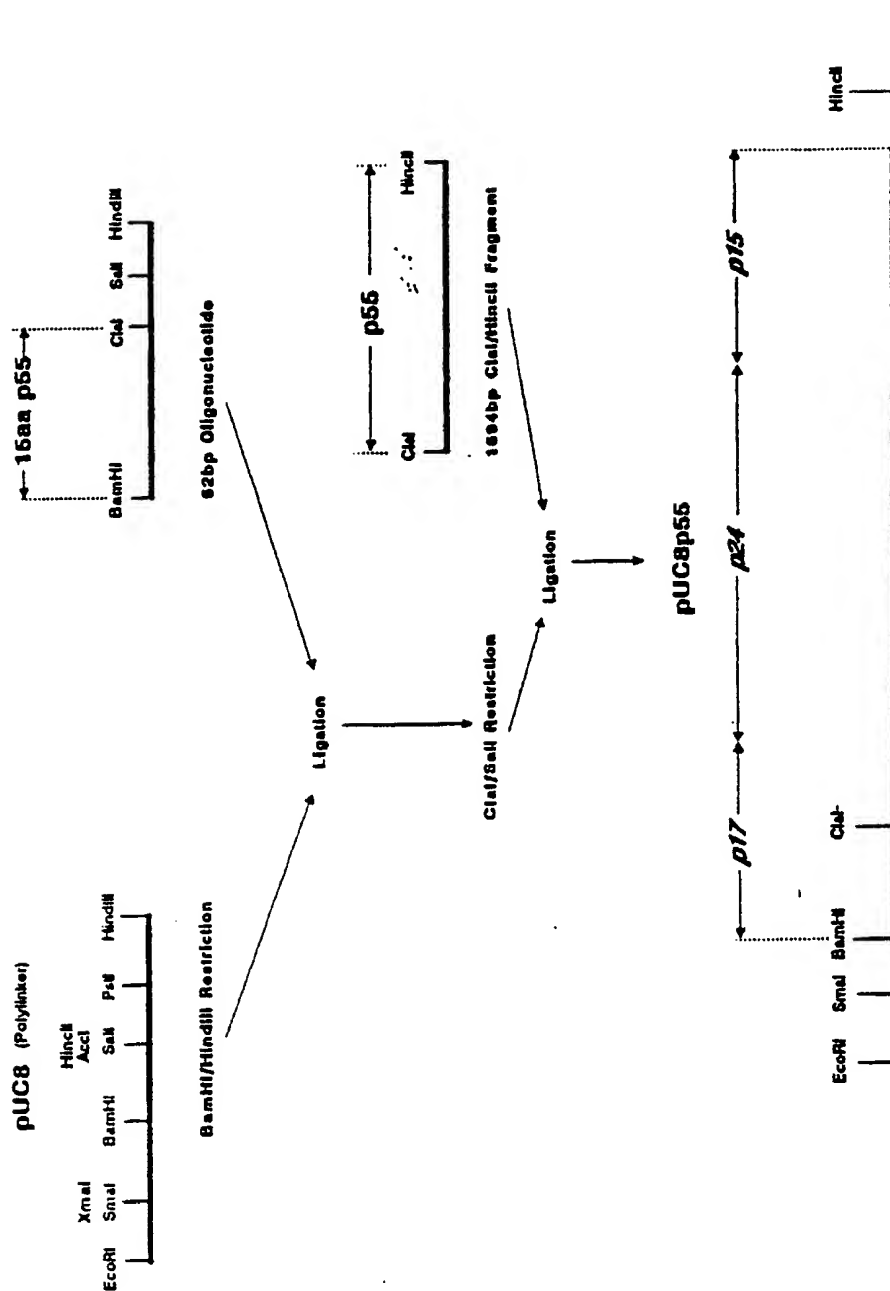 pUC8 (Polylinker)
EcoRI
XmaI
SmaI
BamHI
HincII
AccI
SalI
PstI
HindIII
BamHI/HindIII Restriction
15aa p55
BamHI
ClaI
SalI
HindIII
62bp Oligonucleotide
Ligation
ClaI/SalI Restriction
p55
ClaI
HincII
1694bp ClaI/HincII Fragment
Ligation
pUC8p55
p17
p24
p15
EcoRI
SmaI
BamHI
ClaI-
HincII